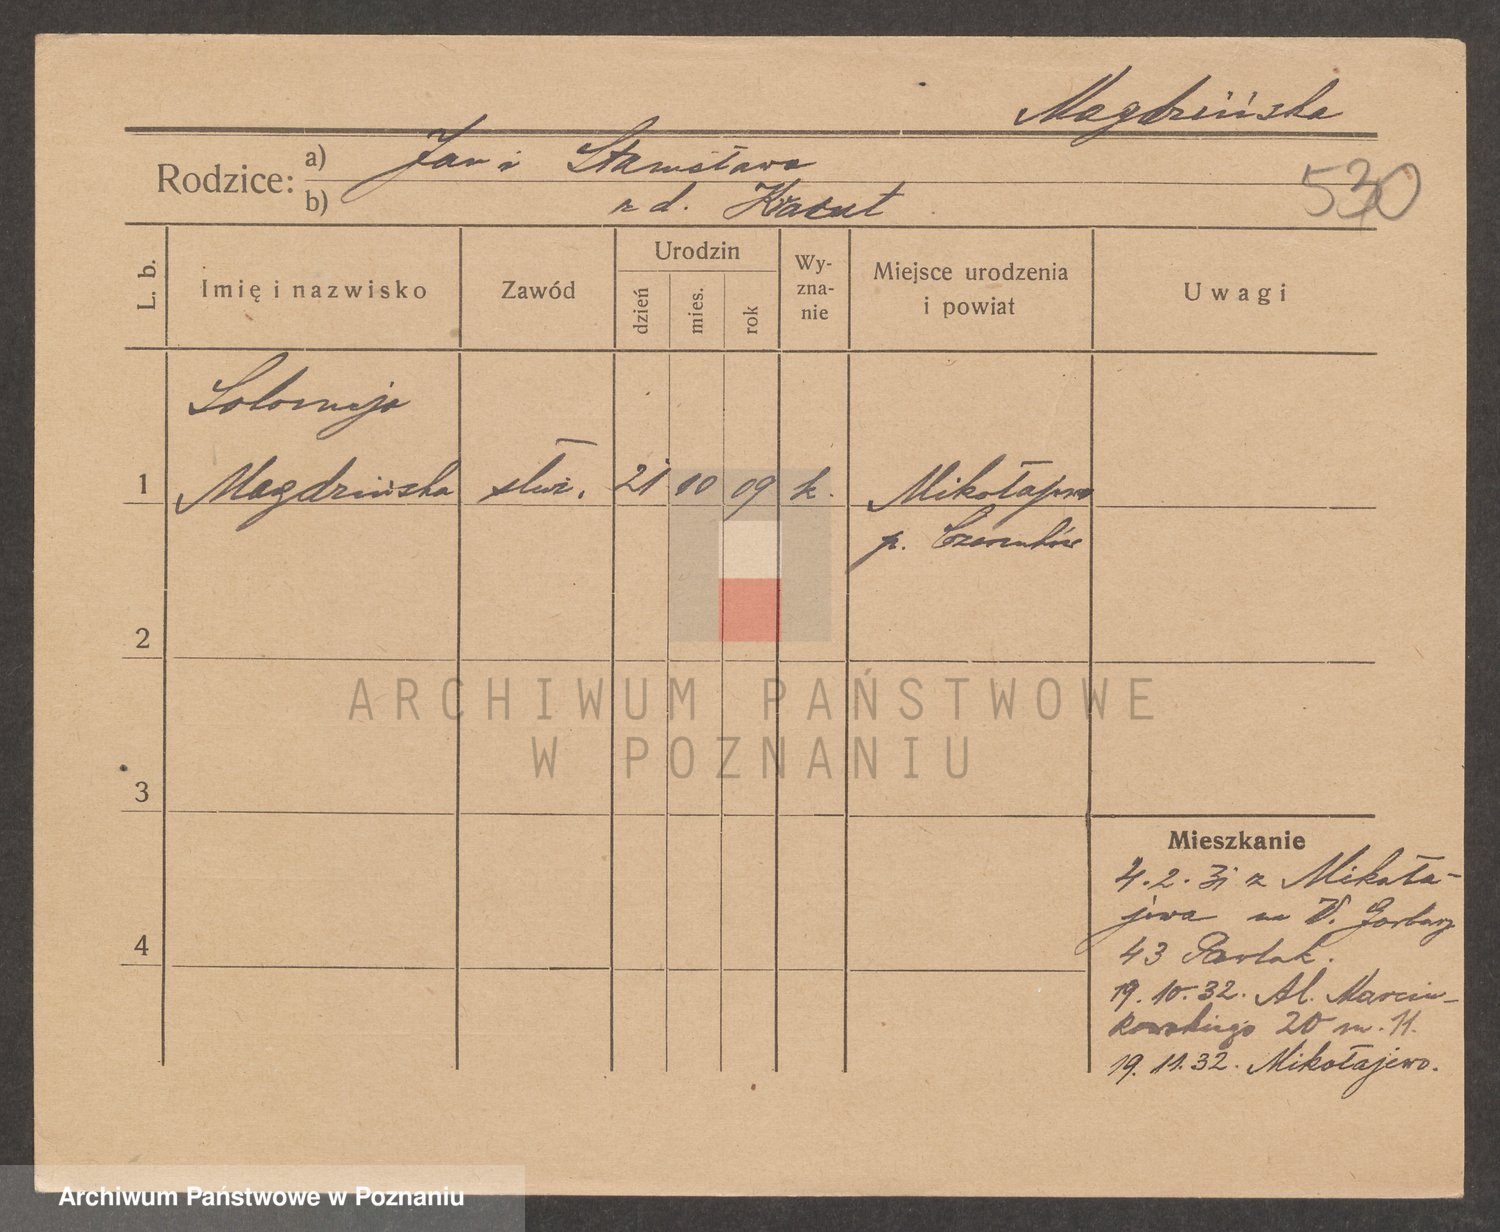 Magdzińska
Rodzice:
a) Jan i Stanisława
b) z d.
530
L. b.
Imię i nazwisko
Zawód
Urodzin
dzień
mies.
rok
Wy-
zna-
nie
Miejsce urodzenia
i powiat
Uwagi
Solomeja
1 Magdzińska służ. 21 10 09 k. Mikołajewo
p. Czarnków
2
3
4
ARCHIWUM PAŃSTWOWE
W POZNANIU
Mieszkanie
4.2.31 z Mikoła-
jewa na W. Garbary
43
19.10.32. Al. Marcin-
kowskiego 20 m. 11.
19.11.32. Mikołajewo.
Archiwum Państwowe w Poznaniu